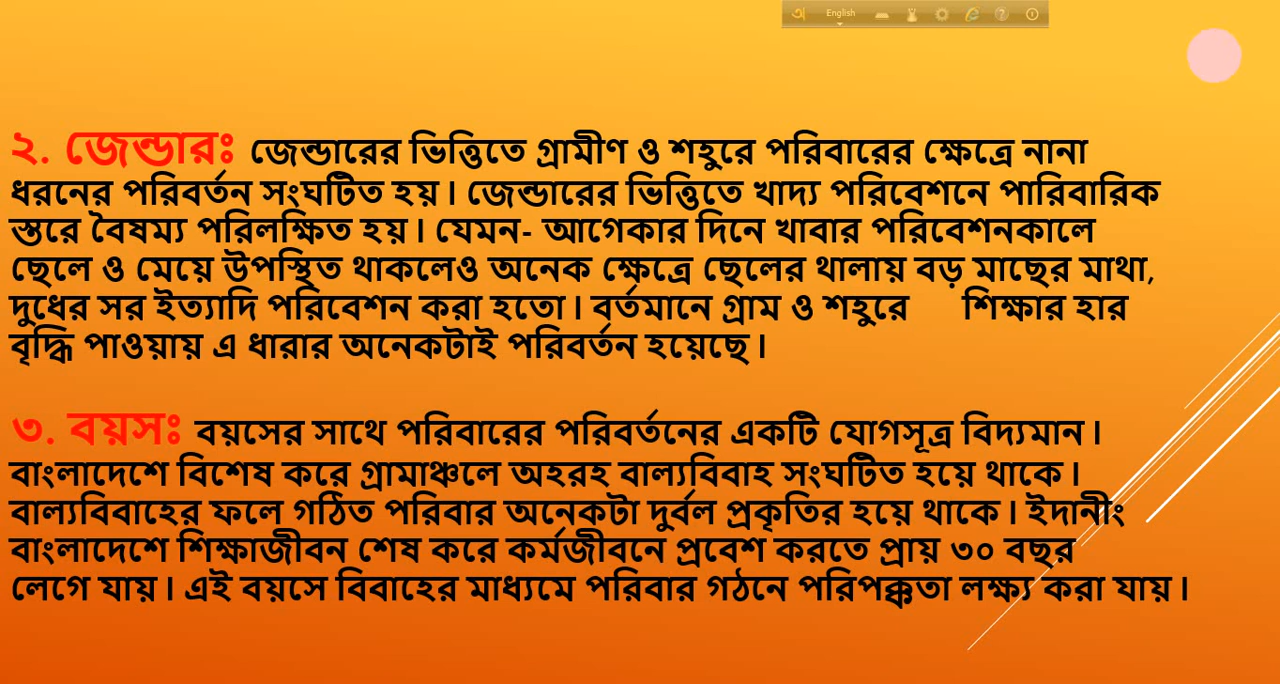 English
২. জেন্ডারঃ জেন্ডারের ভিত্তিতে গ্রামীণ ও শহুরে পরিবারের ক্ষেত্রে নানা
ধরনের পরিবর্তন সংঘটিত হয়। জেন্ডারের ভিত্তিতে খাদ্য পরিবেশনে পারিবারিক
স্তরে বৈষম্য পরিলক্ষিত হয়। যেমন- আগেকার দিনে খাবার পরিবেশনকালে
ছেলে ও মেয়ে উপস্থিত থাকলেও অনেক ক্ষেত্রে ছেলের থালায় বড় মাছের মাথা,
দুধের সর ইত্যাদি পরিবেশন করা হতো। বর্তমানে গ্রাম ও শহুরে শিক্ষার হার
বৃদ্ধি পাওয়ায় এ ধারার অনেকটাই পরিবর্তন হয়েছে।
৩. বয়সঃ বয়সের সাথে পরিবারের পরিবর্তনের একটি যোগসূত্র বিদ্যমান।
বাংলাদেশে বিশেষ করে গ্রামাঞ্চলে অহরহ বাল্যবিবাহ সংঘটিত হয়ে থাকে।
বাল্যবিবাহের ফলে গঠিত পরিবার অনেকটা দুর্বল প্রকৃতির হয়ে থাকে। ইদানীং
বাংলাদেশে শিক্ষাজীবন শেষ করে কর্মজীবনে প্রবেশ করতে প্রায় ৩০ বছর
লেগে যায়। এই বয়সে বিবাহের মাধ্যমে পরিবার গঠনে পরিপক্কতা লক্ষ্য করা যায়।